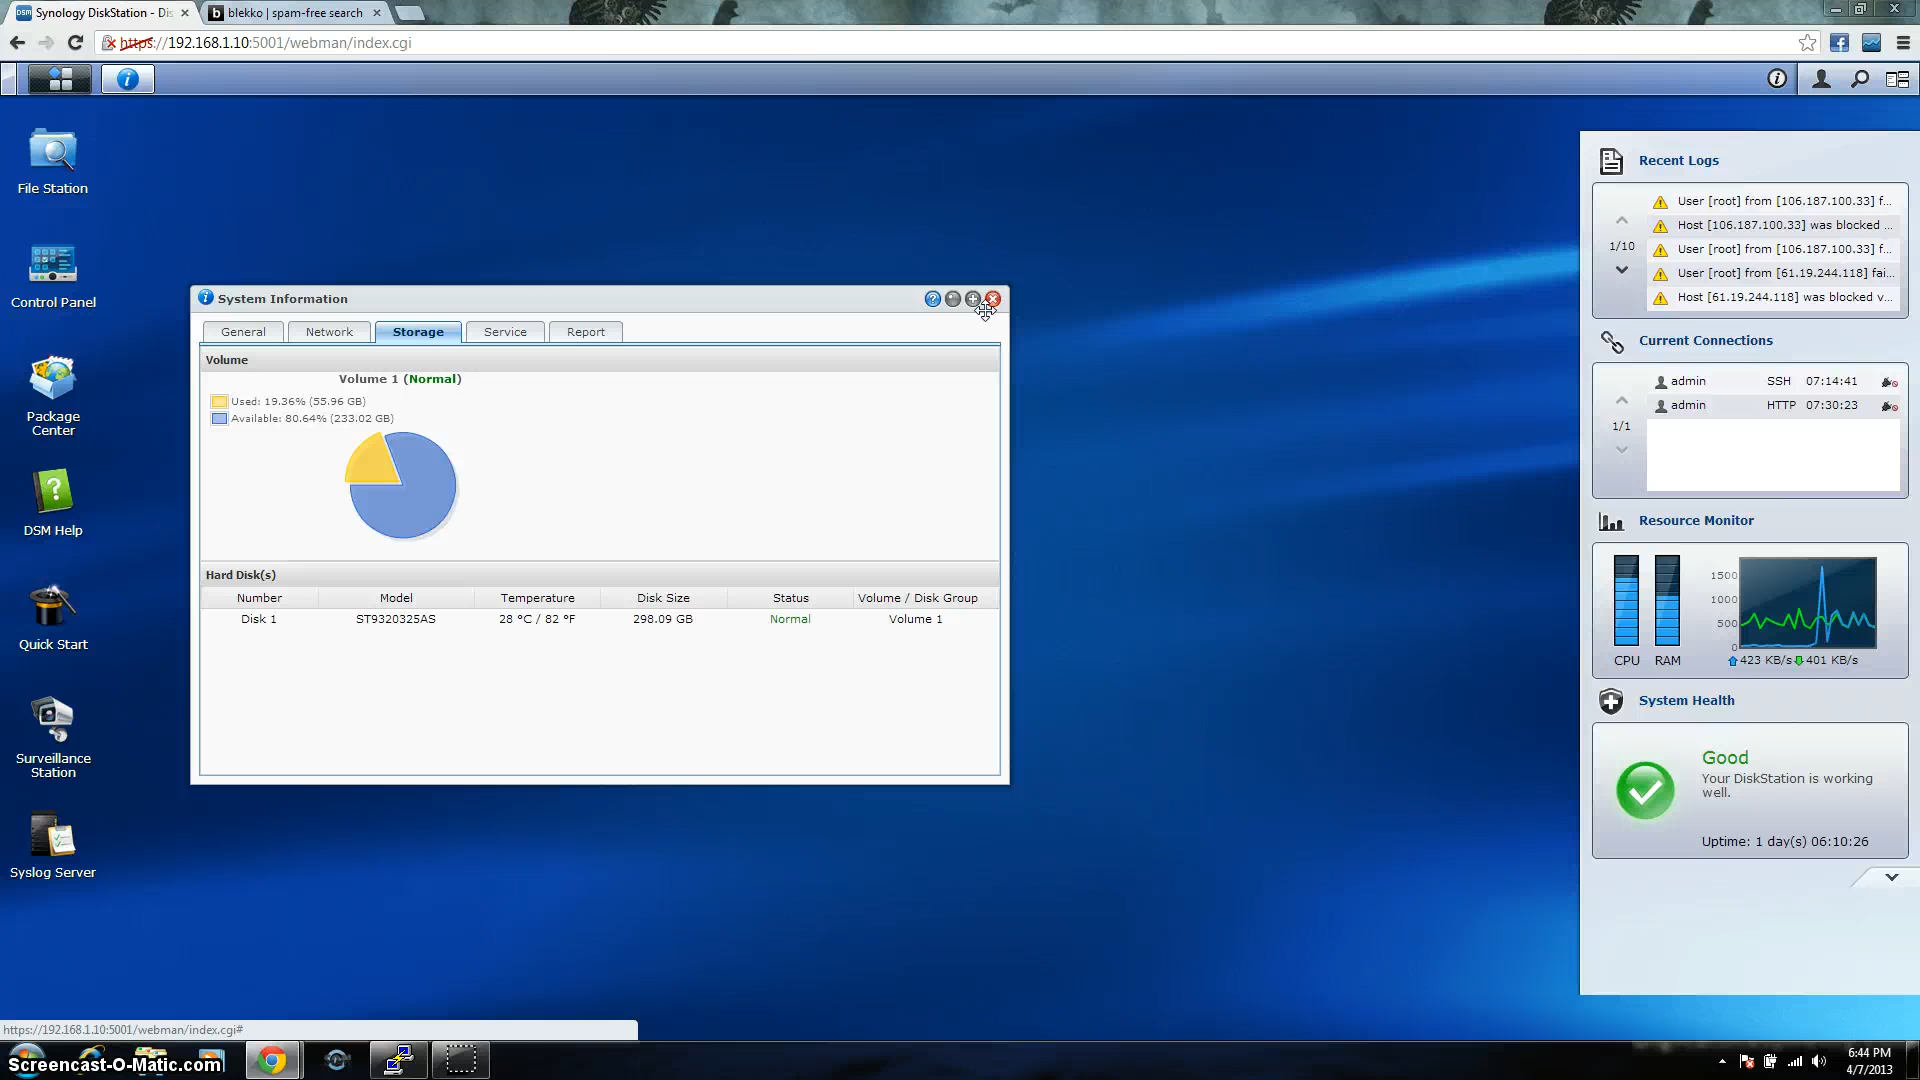 Synology DiskStation - Dis
blekko | spam-free search
https://192.168.1.10:5001/webman/index.cgi
File Station
Control Panel
Package
Center
DSM Help
Quick Start
Surveillance
Station
Syslog Server
System Information
General
Network
Storage
Service
Report
Volume
Volume 1 (Normal)
Used: 19.36% (55.96 GB)
Available: 80.64% (233.02 GB)
Hard Disk(s)
Number Model Temperature Disk Size Status Volume / Disk Group
Disk 1 ST9320325AS 28 °C / 82 °F 298.09 GB Normal Volume 1
Recent Logs
1/10
User [root] from [106.187.100.33] f...
Host [106.187.100.33] was blocked ...
User [root] from [106.187.100.33] f...
User [root] from [61.19.244.118] fai...
Host [61.19.244.118] was blocked v...
Current Connections
1/1
admin SSH 07:14:41
admin HTTP 07:30:23
Resource Monitor
1500
1000
500
0
CPU RAM
423 KB/s 401 KB/s
System Health
Good
Your DiskStation is working
well.
Uptime: 1 day(s) 06:10:26
https://192.168.1.10:5001/webman/index.cgi#
Screencast-O-Matic.com
6:44 PM
4/7/2013